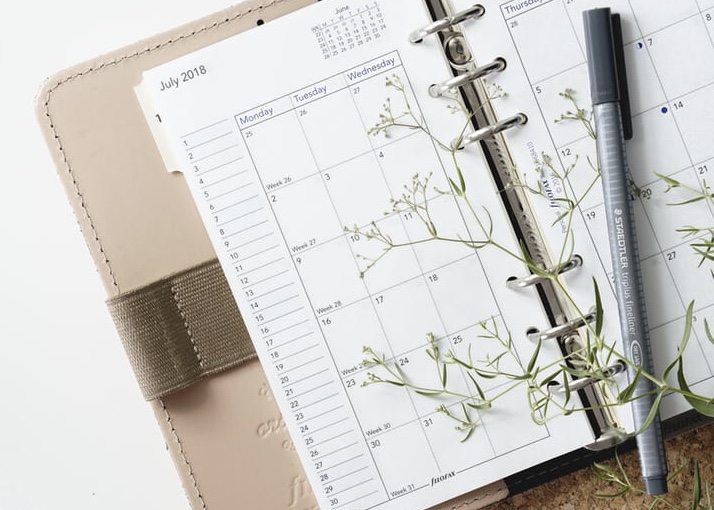 June
July 2018
1
2
3
4
5
6
7
8
9
10
11
12
13
14
15
16
17
18
19
20
21
22
23
24
25
26
27
28
29
30
Monday Tuesday Wednesday
25 26 27
Week 26
2 3 4
Week 27
9 10 11
Week 28
16 17 18
23 24 25
Week 30
30 31
Week 31
filofax
Thursday
28
5
12
19
7
8
14
20
21
27
STAEDTLER triplus fineliner